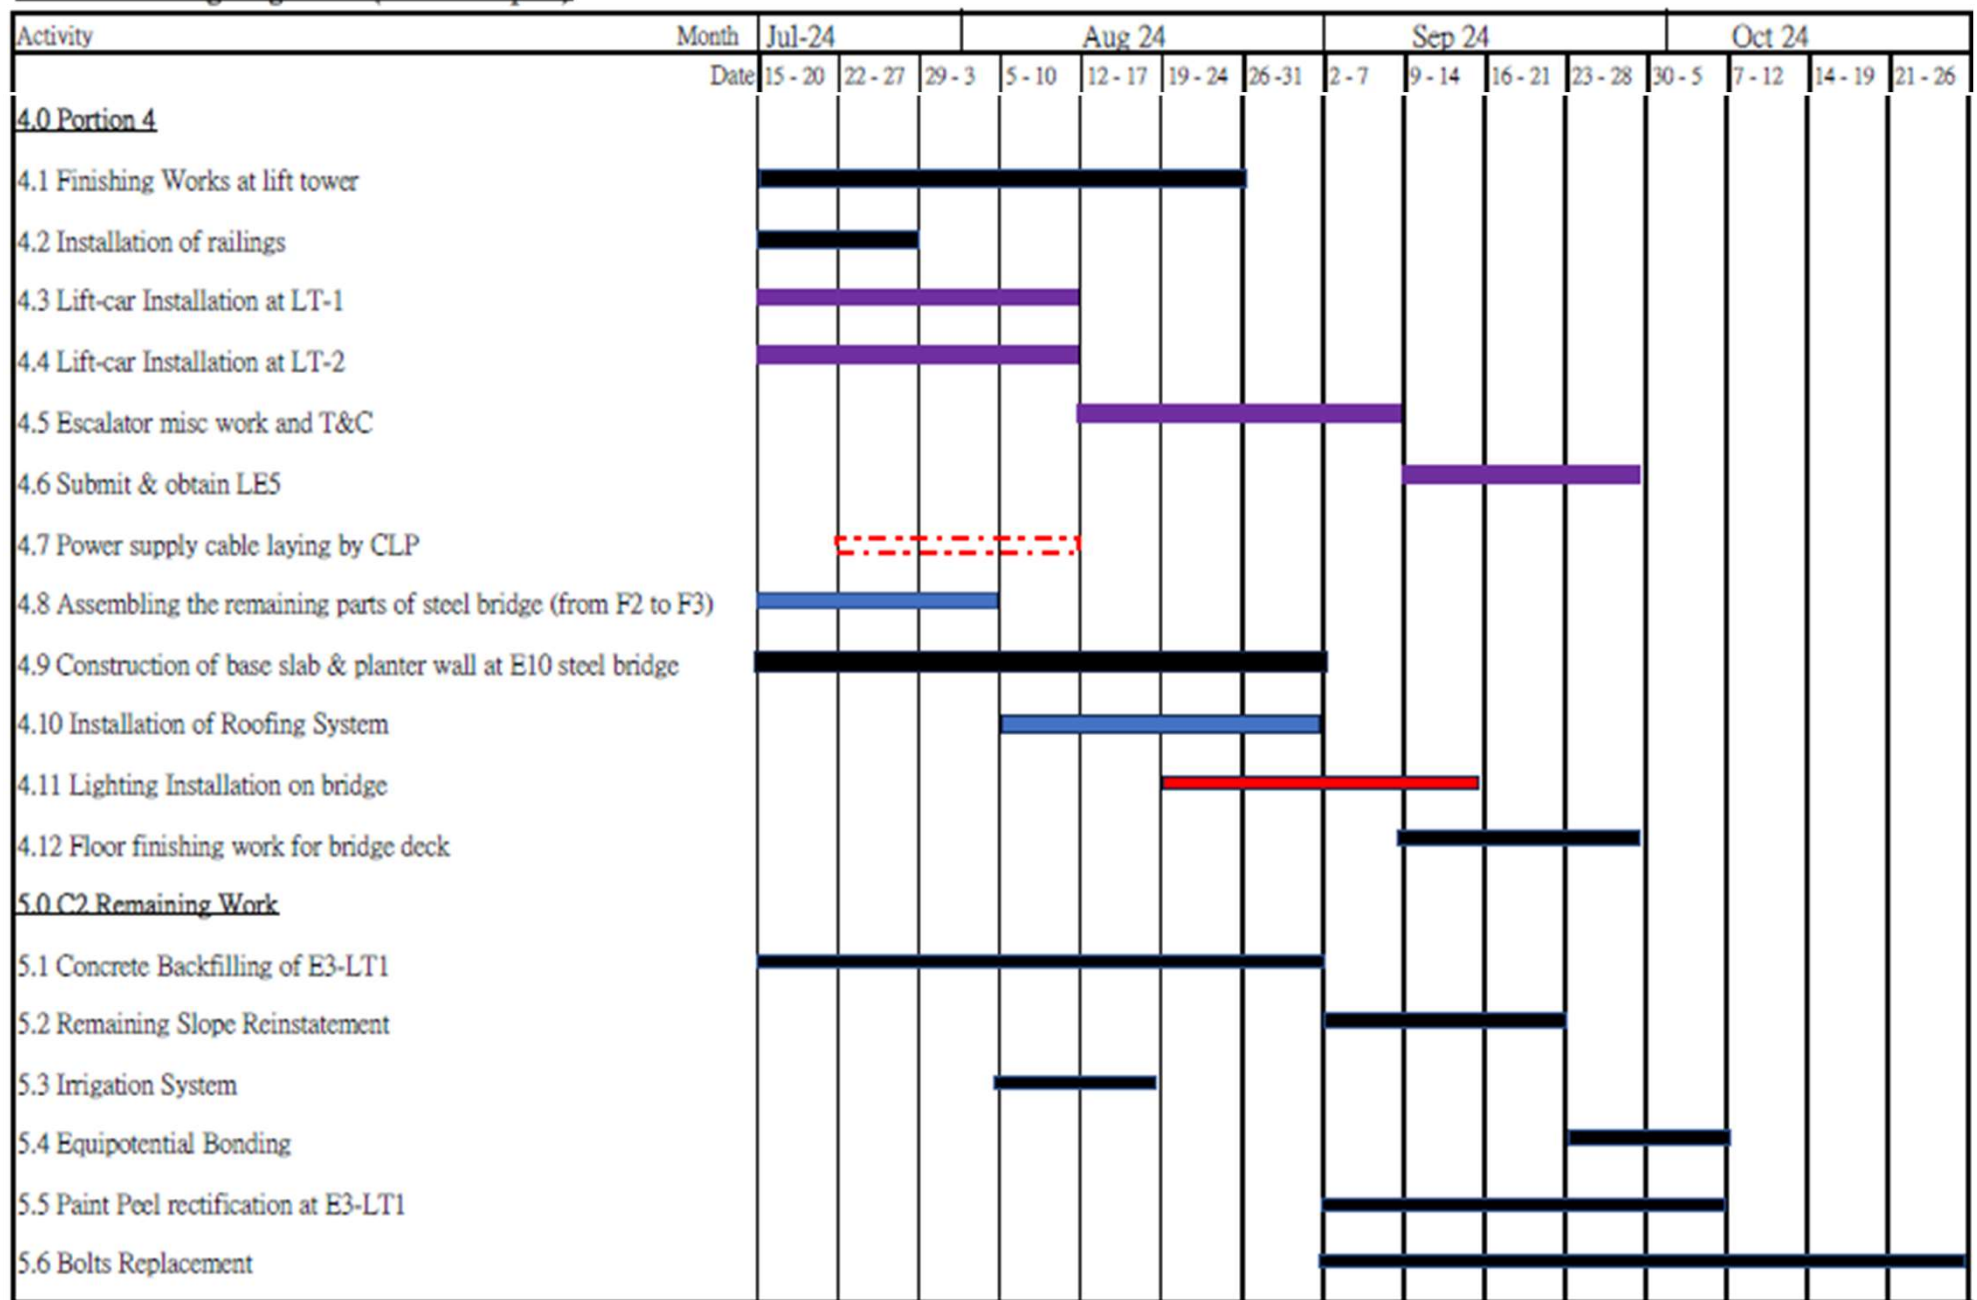 Activity Month Jul-24 Aug 24 Sep 24 Oct 24
Date 15 - 20 22 - 27 29 - 3 5 - 10 12 - 17 19 - 24 26 -31 2 - 7 9 - 14 16 - 21 23 - 28 30 - 5 7 - 12 14 - 19 21 - 26
4.0 Portion 4
4.1 Finishing Works at lift tower
4.2 Installation of railings
4.3 Lift-car Installation at LT-1
4.4 Lift-car Installation at LT-2
4.5 Escalator misc work and T&C
4.6 Submit & obtain LE5
4.7 Power supply cable laying by CLP
4.8 Assembling the remaining parts of steel bridge (from F2 to F3)
4.9 Construction of base slab & planter wall at E10 steel bridge
4.10 Installation of Roofing System
4.11 Lighting Installation on bridge
4.12 Floor finishing work for bridge deck
5.0 C2 Remaining Work
5.1 Concrete Backfilling of E3-LT1
5.2 Remaining Slope Reinstatement
5.3 Irrigation System
5.4 Equipotential Bonding
5.5 Paint Peel rectification at E3-LT1
5.6 Bolts Replacement